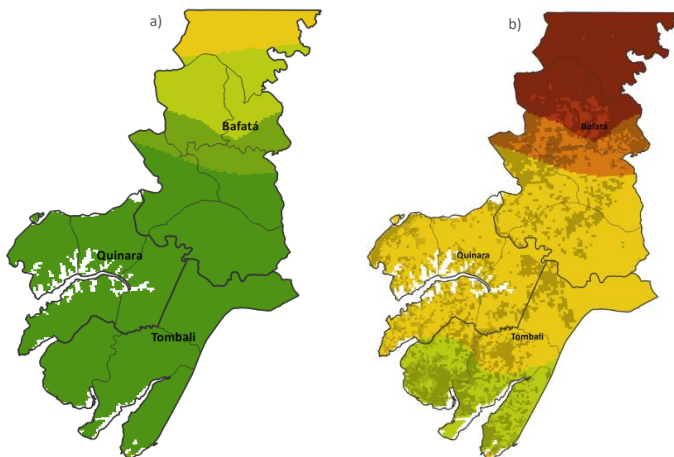 a)
Bafatá
Quinara
Tombali
b)
Bafatá
Quinara
Tombali